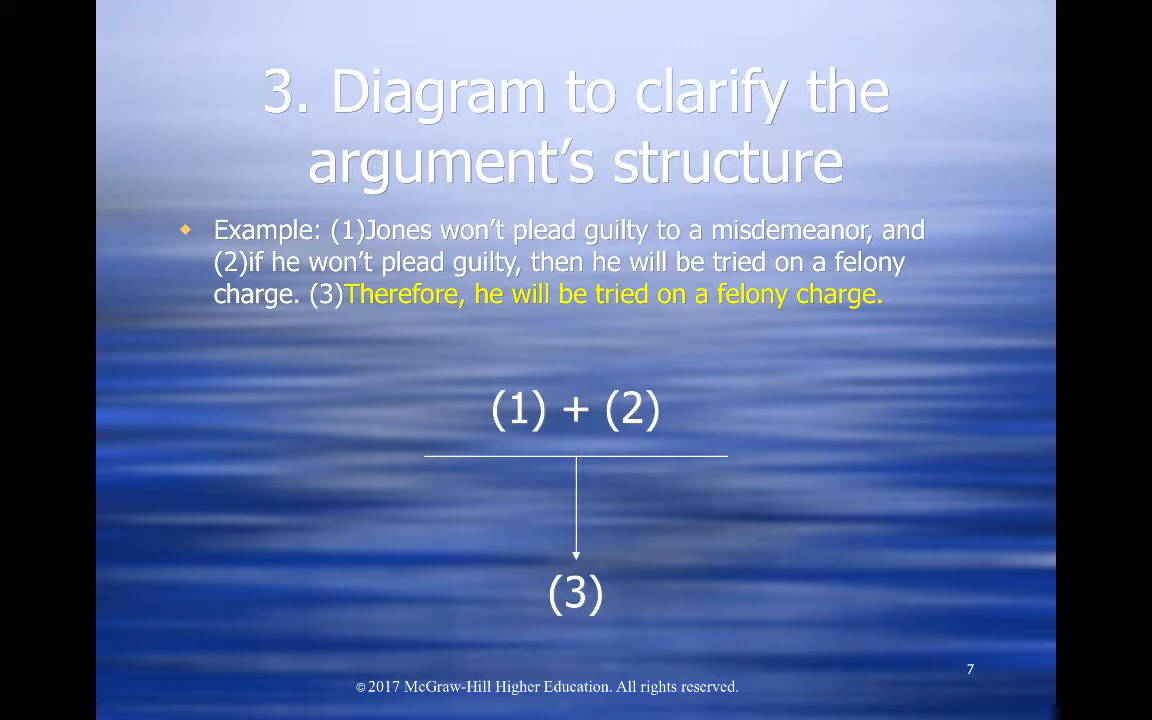 3. Diagram to clarify the
argument’s structure
Example: (1)Jones won’t plead guilty to a misdemeanor, and
(2)if he won’t plead guilty, then he will be tried on a felony
charge. (3)Therefore, he will be tried on a felony charge.
(1) + (2)
(3)
7
© 2017 McGraw-Hill Higher Education. All rights reserved.